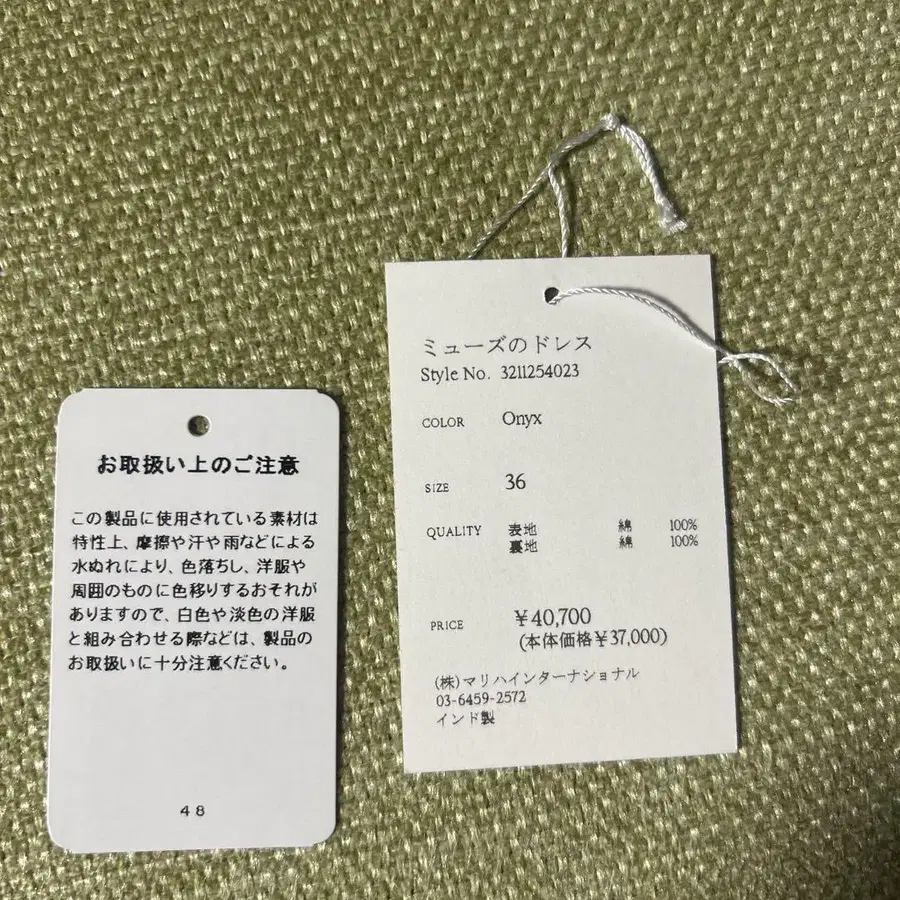 お取扱い上のご注意
この製品に使用されている素材は
特性上、摩擦や汗や雨などによる
水ぬれにより、色落ちし、洋服や
周囲のものに色移りするおそれが
ありますので、白色や淡色の洋服
と組み合わせる際などは、製品の
お取扱いに十分注意ください。
48
ミューズのドレス
Style No. 3211254023
COLOR Onyx
SIZE 36
QUALITY 表地 綿 100%
裏地 綿 100%
PRICE ¥40,700
(本体価格¥37,000)
(株)マリハインターナショナル
03-6459-2572
インド製